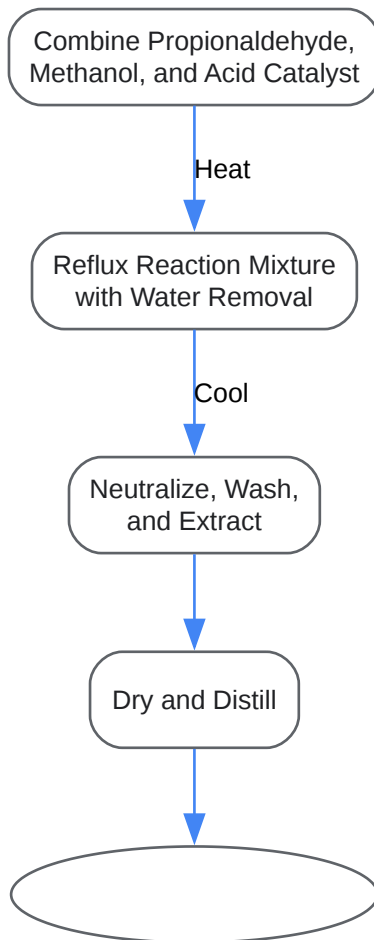 Combine Propionaldehyde,
Methanol, and Acid Catalyst
Heat
Reflux Reaction Mixture
with Water Removal
Cool
Neutralize, Wash,
and Extract
Dry and Distill